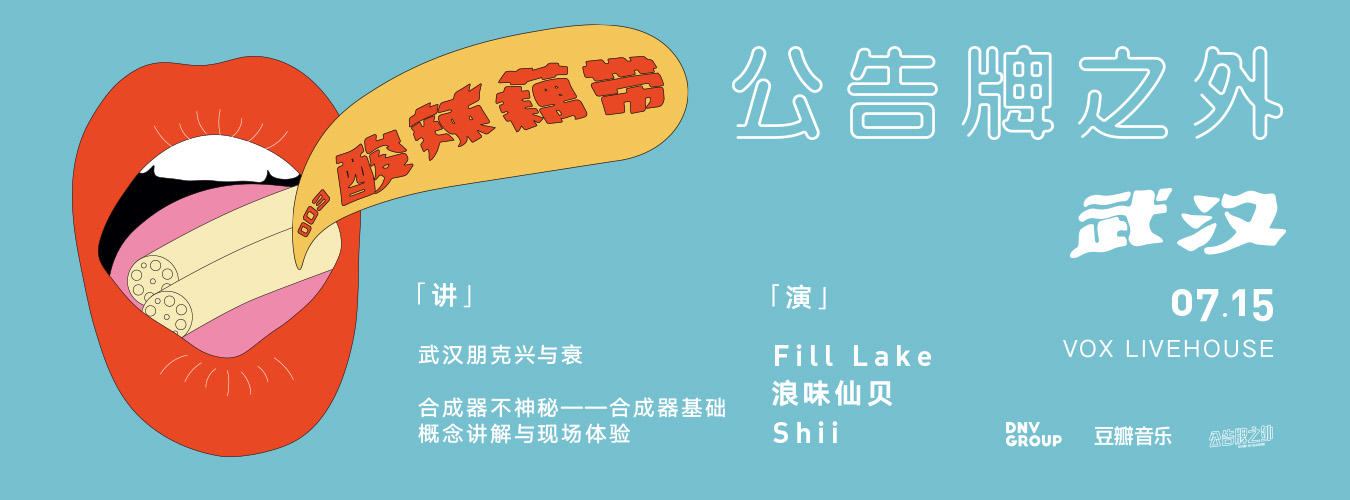 003 酸辣藕带
公告牌之外
武汉
07.15
VOX LIVEHOUSE
「讲」
武汉朋克兴与衰
合成器不神秘——合成器基础
概念讲解与现场体验
「演」
Fill Lake
浪味仙贝
Shii
DNV
GROUP
豆瓣音乐
公告牌之外